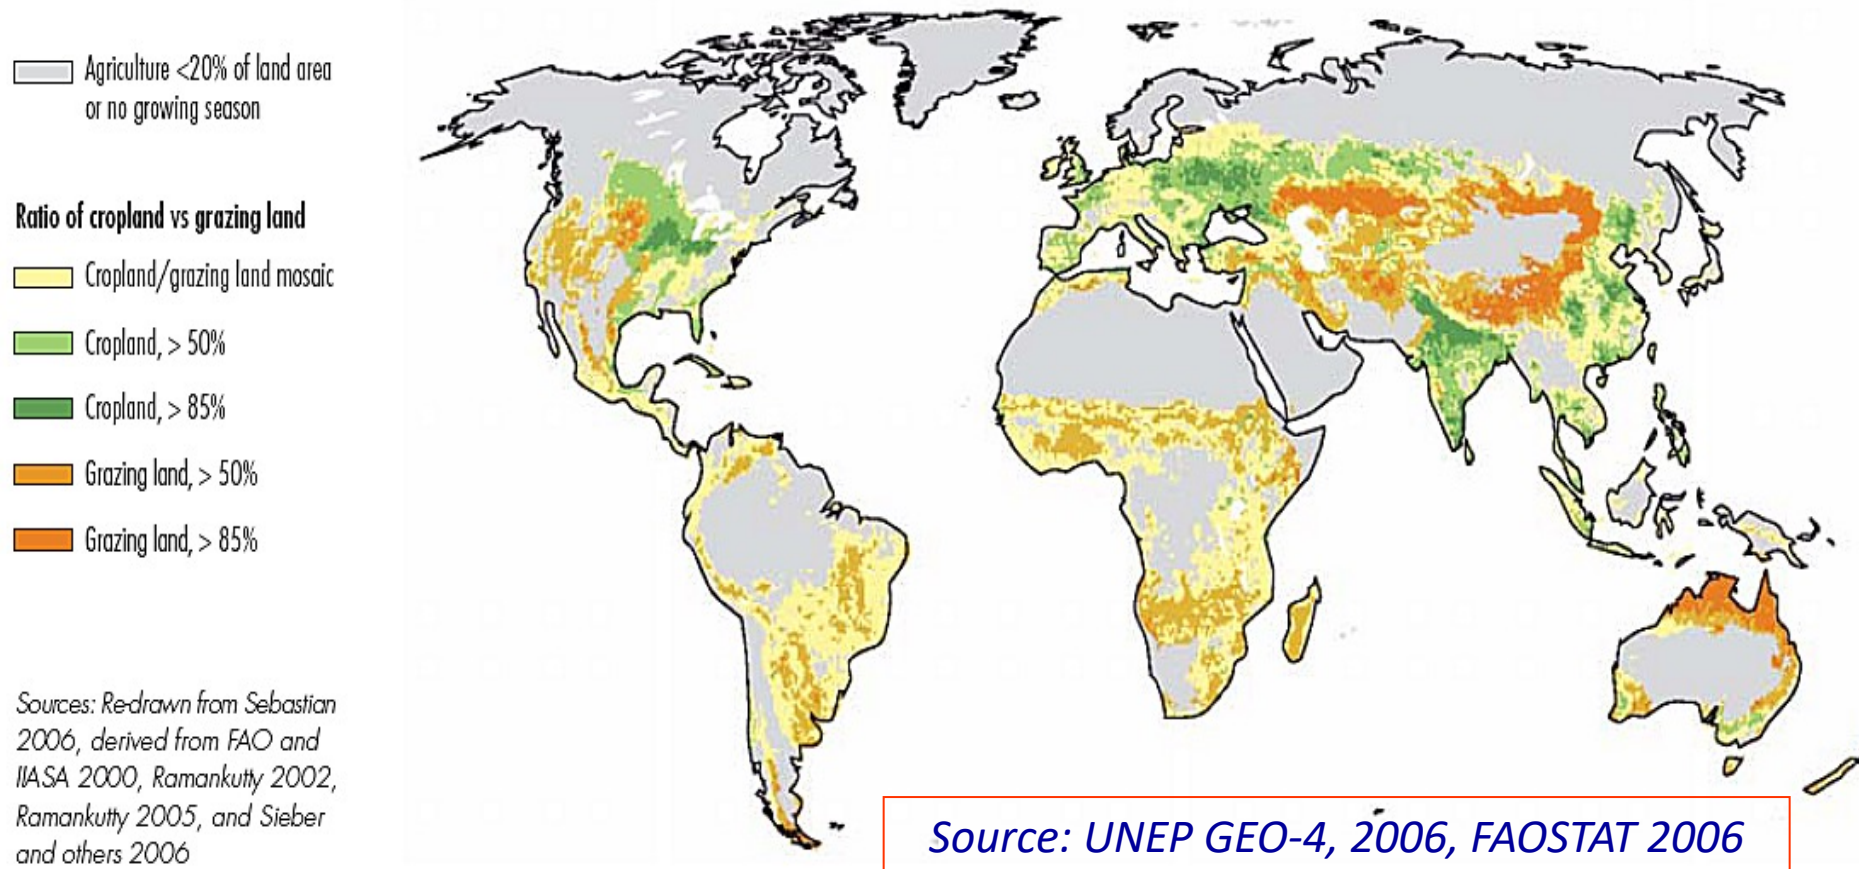 Agriculture <20% of land area
or no growing season
Ratio of cropland vs grazing land
Cropland/grazing land mosaic
Cropland, > 50%
Cropland, > 85%
Grazing land, > 50%
Grazing land, > 85%
Sources: Re-drawn from Sebastian
2006, derived from FAO and
IIASA 2000, Ramankutty 2002,
Ramankutty 2005, and Sieber
and others 2006
Source: UNEP GEO-4, 2006, FAOSTAT 2006